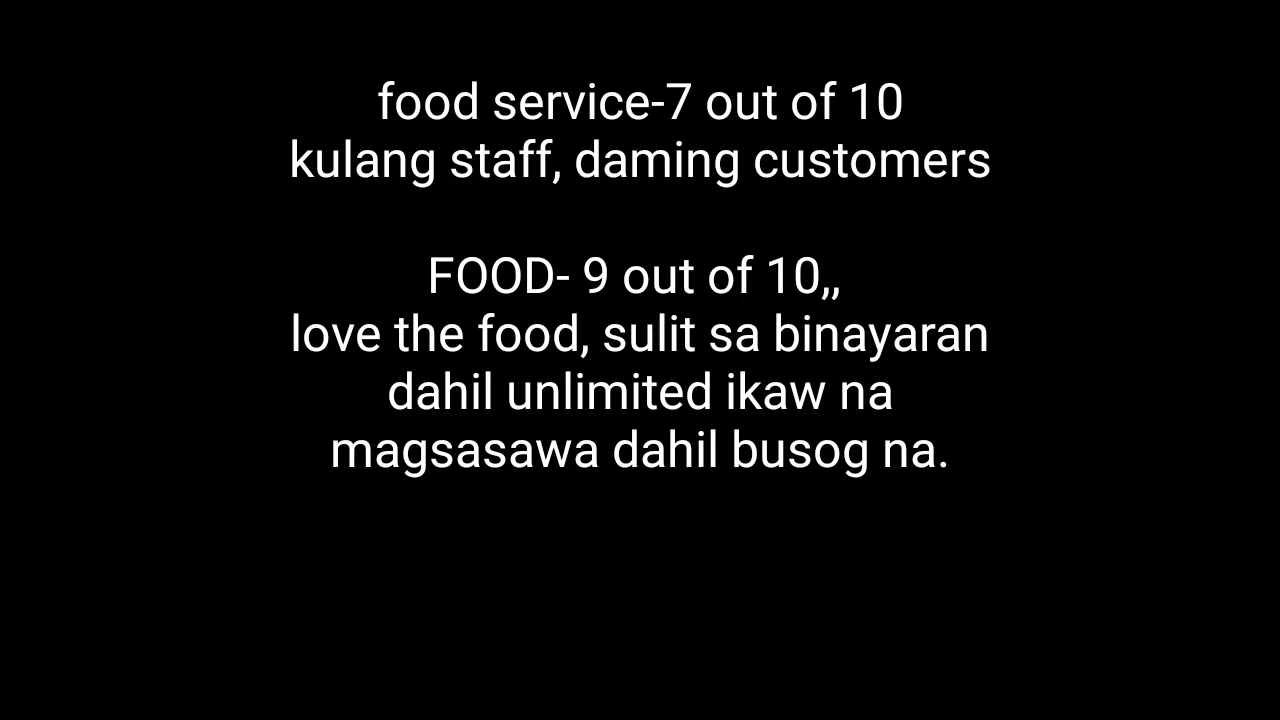 food service-7 out of 10
kulang staff, daming customers
FOOD- 9 out of 10,,
love the food, sulit sa binayaran
dahil unlimited ikaw na
magsasawa dahil busog na.